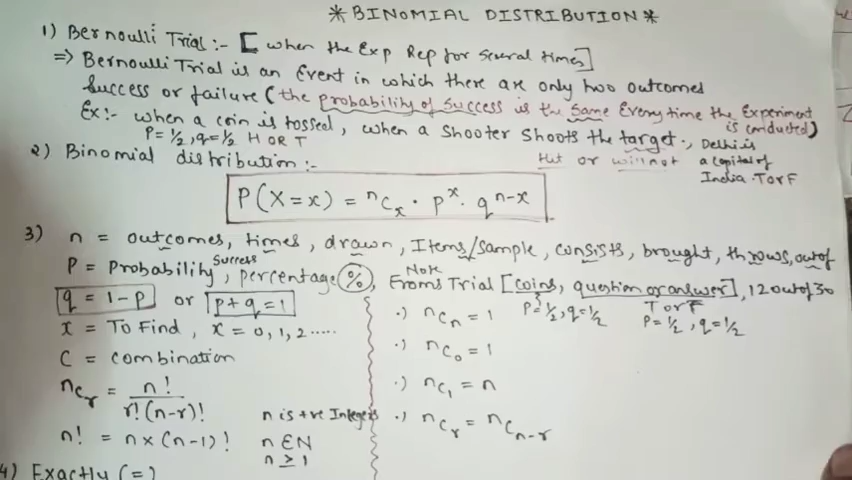 *BINOMIAL DISTRIBUTION*
1) Bernoulli Trial :- [when the Exp Rep for several times]
⇒ Bernoulli Trial is an Event in which there are only two outcomes
Success or failure (the probability of success is the same Every time the Experiment is conducted)
Ex:- when a coin is tossed, when a shooter shoots the target., Delhi is
P=1/2, q=1/2 H OR T
Hit or will not
a capital of
India. T or F
2) Binomial distribution :-
P(X=x) = ⁿCₓ · pˣ · qⁿ⁻ˣ
3) n = outcomes, times, drawn, Items/sample, consists, brought, throws, out of
P = Probability Success, percentage (%), From Trial [coins, question or answer], 12 out of 30
Note
q = 1-p or p+q=1
P=1/2, q=1/2
T or F
P=1/2, q=1/2
x = To Find, x = 0, 1, 2 .....
C = combination
nCr = n! / r!(n-r)!
n! = n×(n-1)!
n is +ve Integers
n∈N
n≥1
.) nCn = 1
.) nC0 = 1
.) nC1 = n
.) nCr = nCn-r
4) Exactly (=)